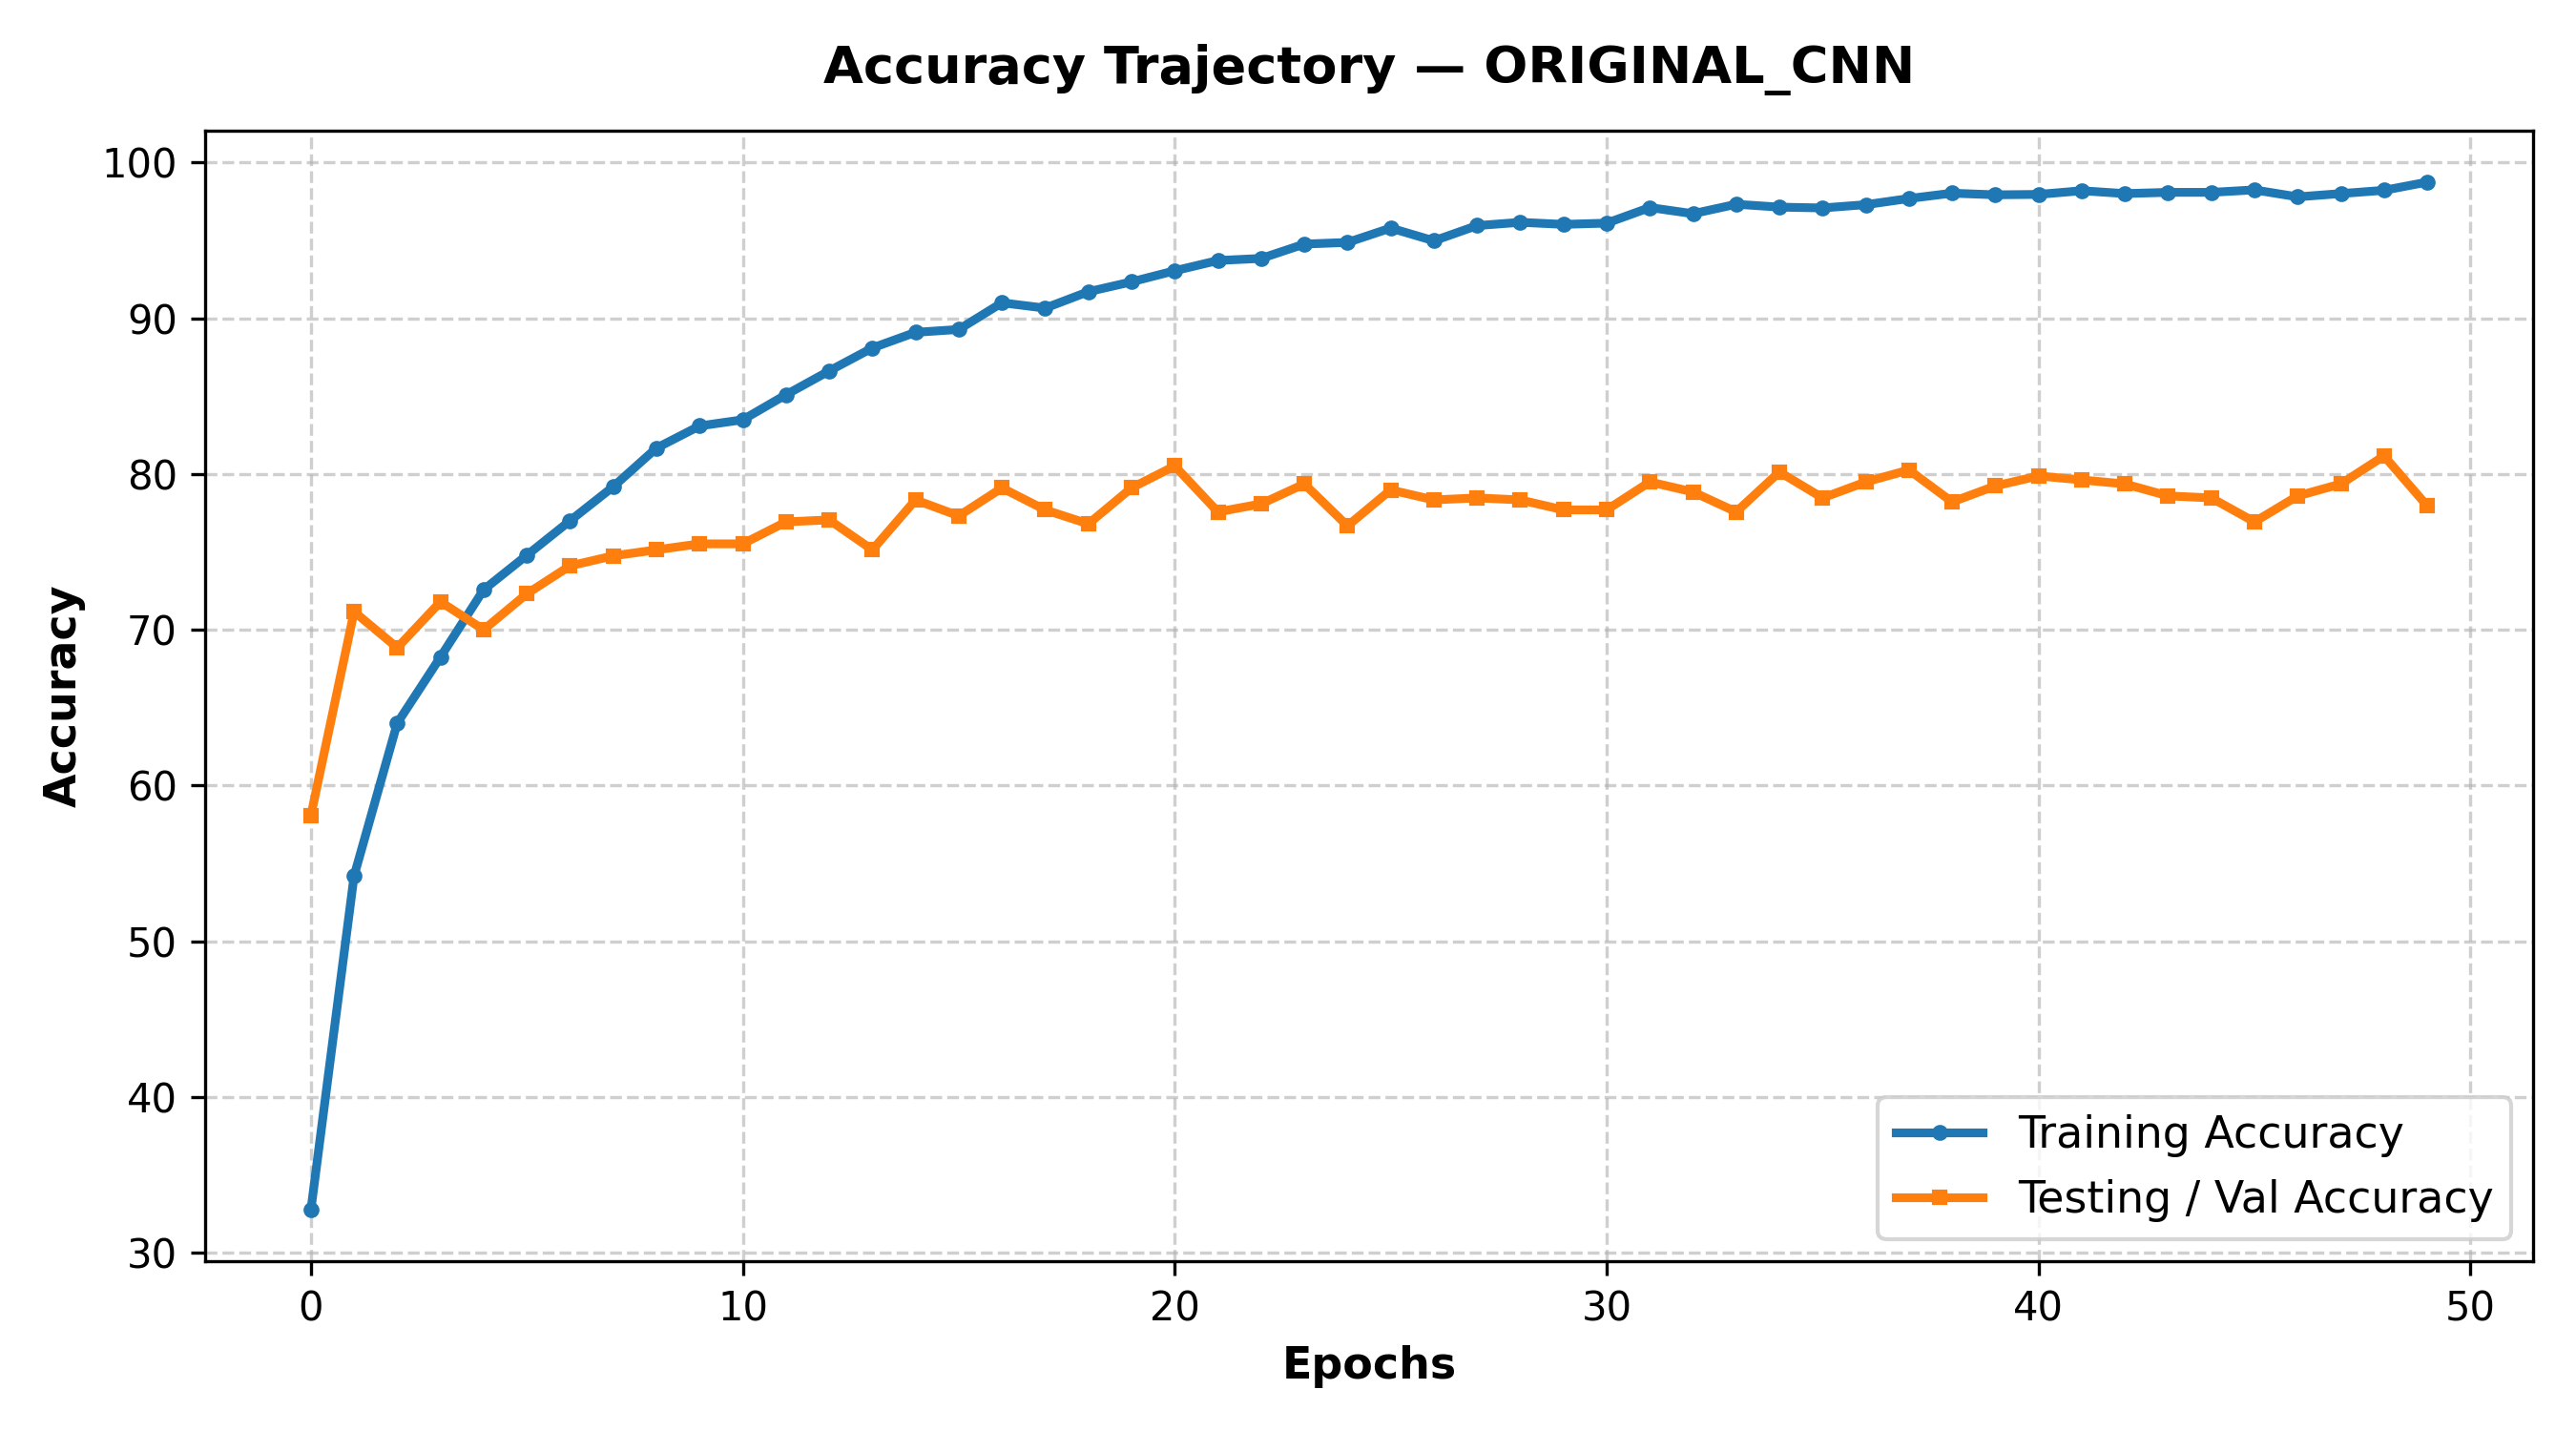 Accuracy Trajectory — ORIGINAL_CNN
100
90
80
70
60
50
40
30
Accuracy
0 10 20 30 40 50
Epochs
Training Accuracy
Testing / Val Accuracy